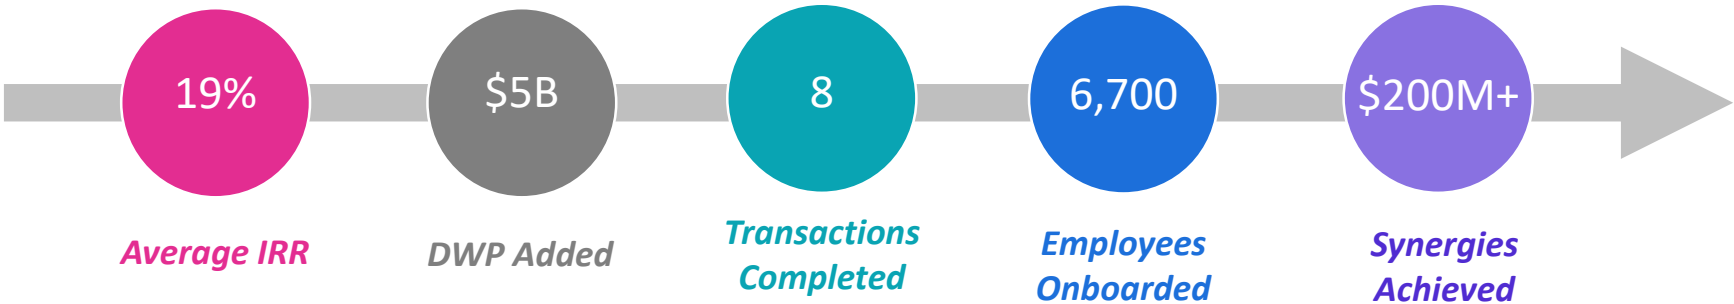 19%
$5B
8
6,700
$200M+
Average IRR
DWP Added
Transactions
Completed
Employees
Onboarded
Synergies
Achieved